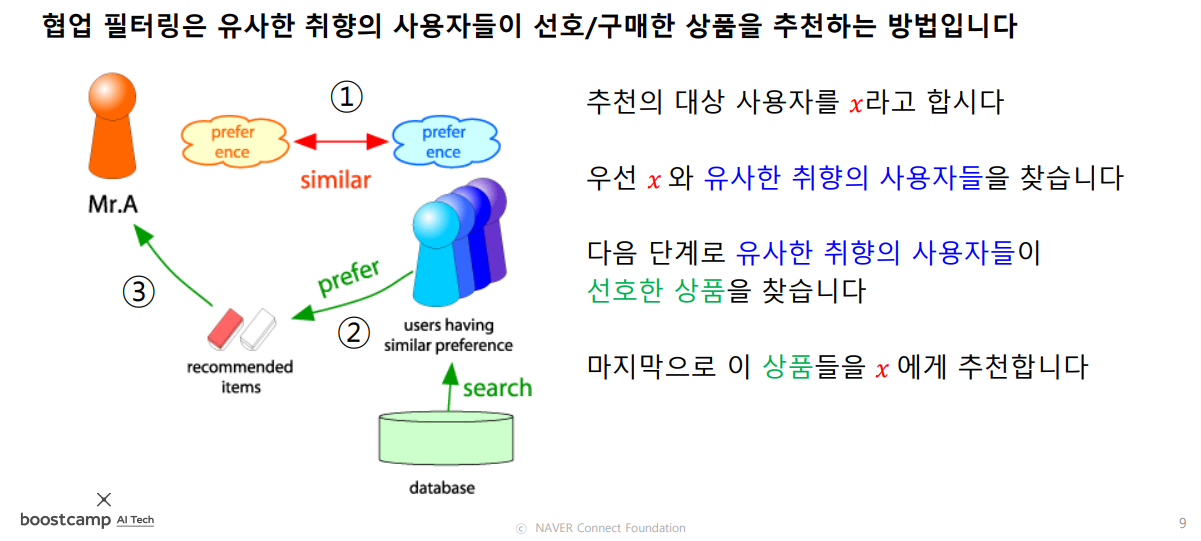 협업 필터링은 유사한 취향의 사용자들이 선호/구매한 상품을 추천하는 방법입니다
①
prefer
ence
prefer
ence
similar
Mr.A
③
prefer
②
users having
similar preference
recommended
items
search
database
추천의 대상 사용자를 x라고 합시다
우선 x 와 유사한 취향의 사용자들을 찾습니다
다음 단계로 유사한 취향의 사용자들이
선호한 상품을 찾습니다
마지막으로 이 상품들을 x 에게 추천합니다
boostcamp AI Tech
ⓒ NAVER Connect Foundation
9